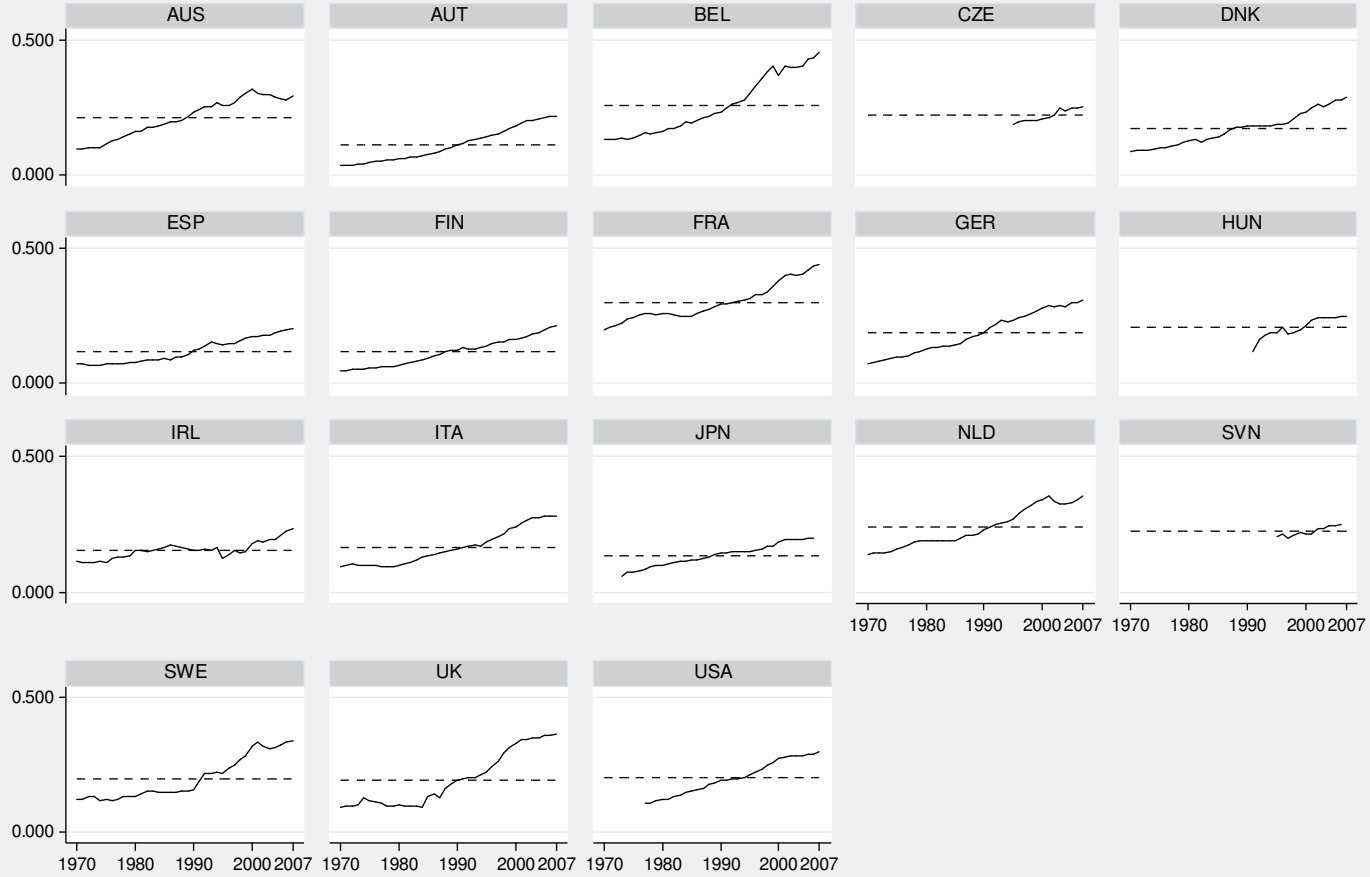 AUS AUT BEL CZE DNK
0.500
0.000
ESP FIN FRA GER HUN
0.500
0.000
IRL ITA JPN NLD SVN
0.500
0.000
1970 1980 1990 2000 2007 1970 1980 1990 2000 2007
SWE UK USA
0.500
0.000
1970 1980 1990 2000 2007 1970 1980 1990 2000 2007 1970 1980 1990 2000 2007